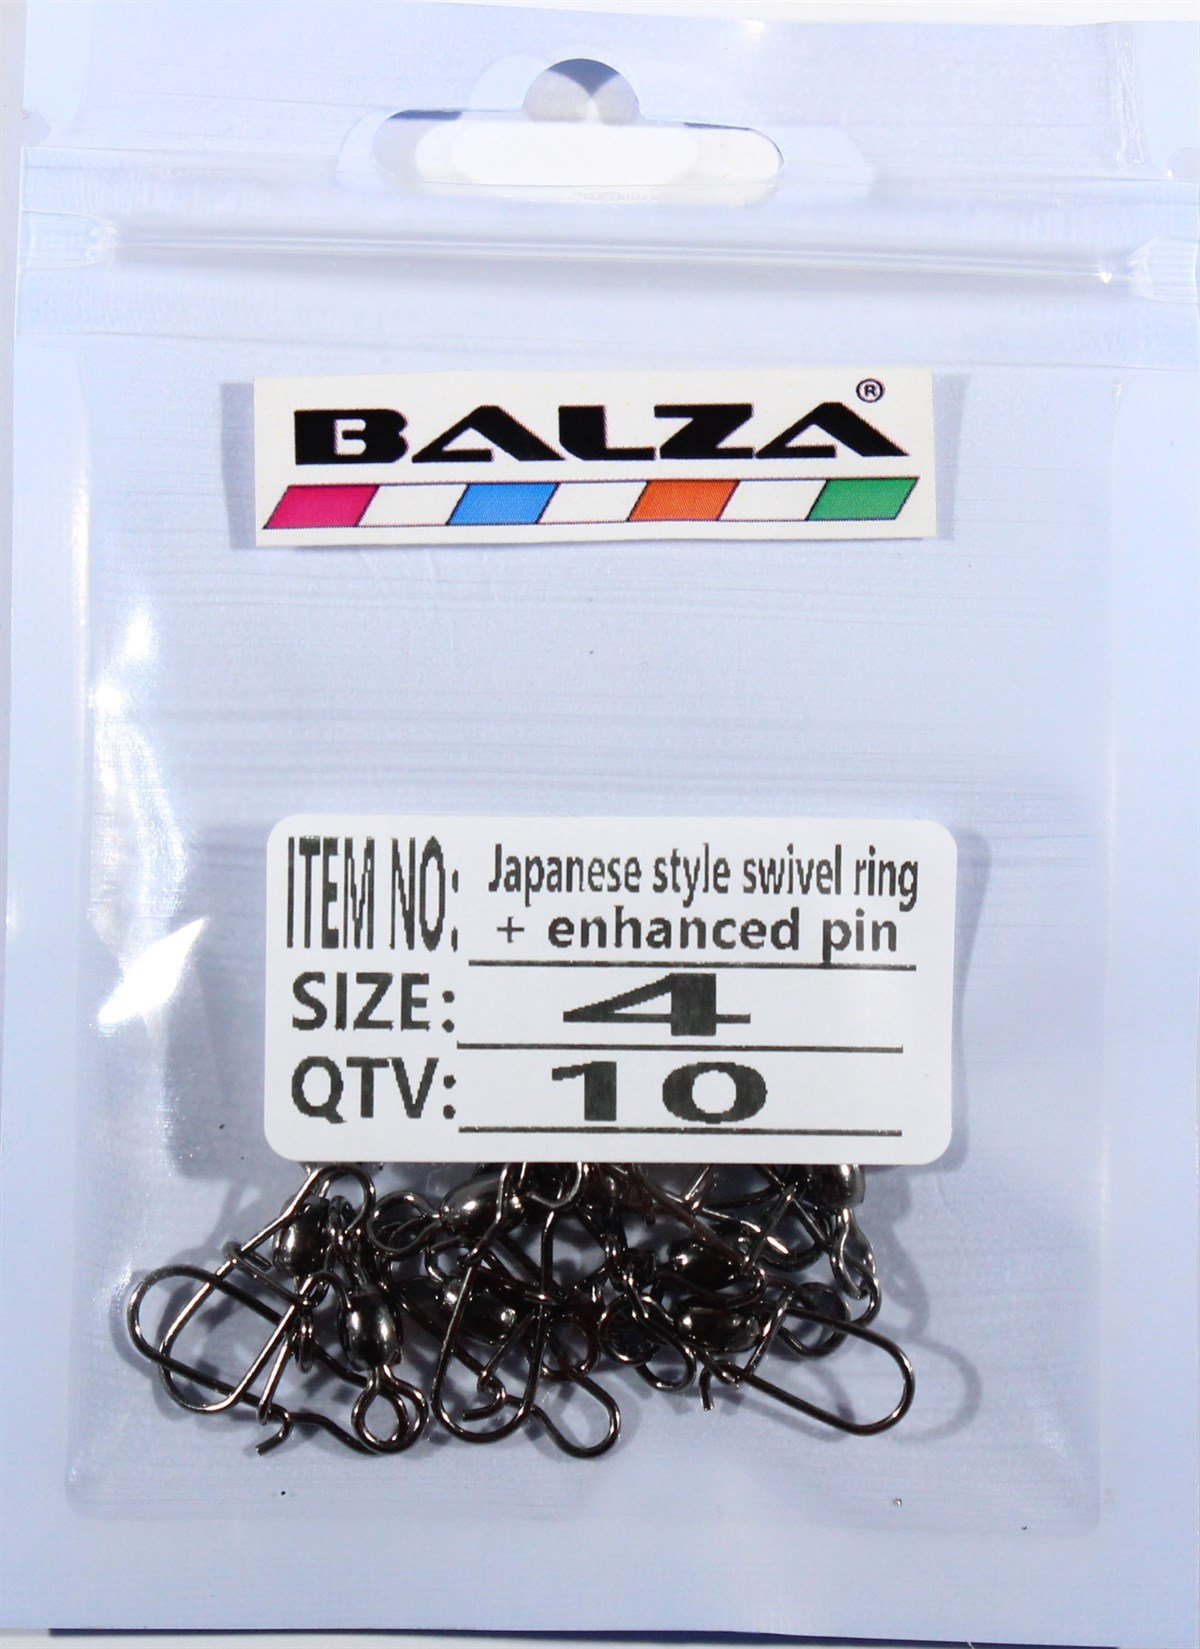 BALZA®
ITEM NO: Japanese style swivel ring
+ enhanced pin
SIZE: 4
QTV: 10